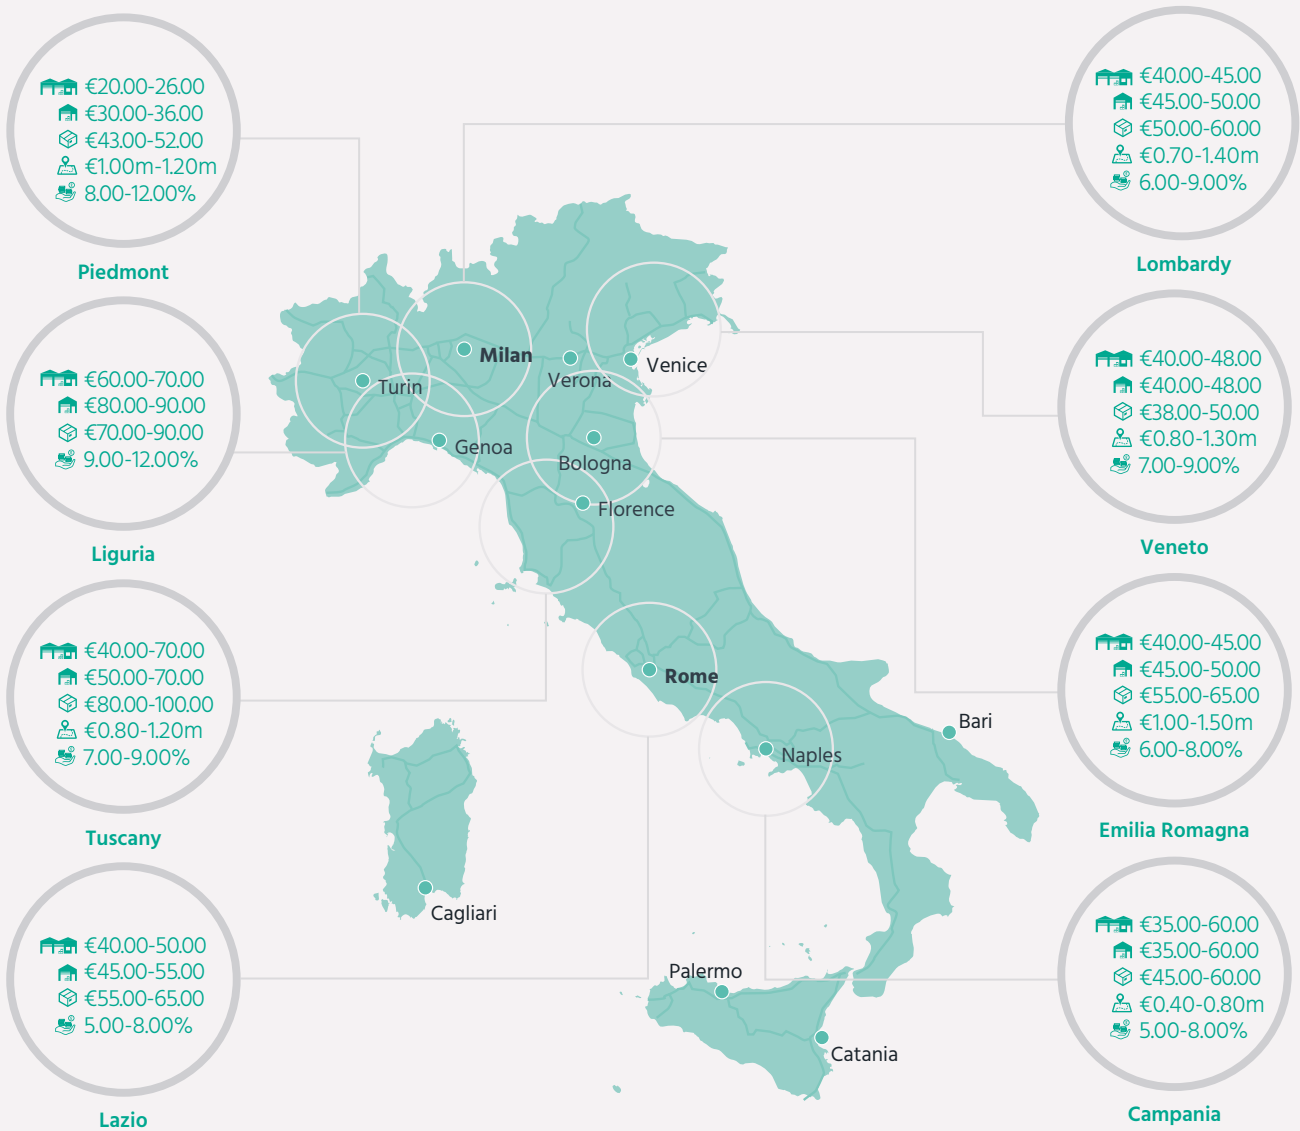 €20.00-26.00
€30.00-36.00
€43.00-52.00
€1.00m-1.20m
8.00-12.00%
Piedmont
€60.00-70.00
€80.00-90.00
€70.00-90.00
9.00-12.00%
Liguria
€40.00-70.00
€50.00-70.00
€80.00-100.00
€0.80-1.20m
7.00-9.00%
Tuscany
€40.00-50.00
€45.00-55.00
€55.00-65.00
5.00-8.00%
Lazio
Milan
Turin
Verona
Venice
Genoa
Bologna
Florence
Rome
Naples
Bari
Cagliari
Palermo
Catania
€40.00-45.00
€45.00-50.00
€50.00-60.00
€0.70-1.40m
6.00-9.00%
Lombardy
€40.00-48.00
€40.00-48.00
€38.00-50.00
€0.80-1.30m
7.00-9.00%
Veneto
€40.00-45.00
€45.00-50.00
€55.00-65.00
€1.00-1.50m
6.00-8.00%
Emilia Romagna
€35.00-60.00
€35.00-60.00
€45.00-60.00
€0.40-0.80m
5.00-8.00%
Campania